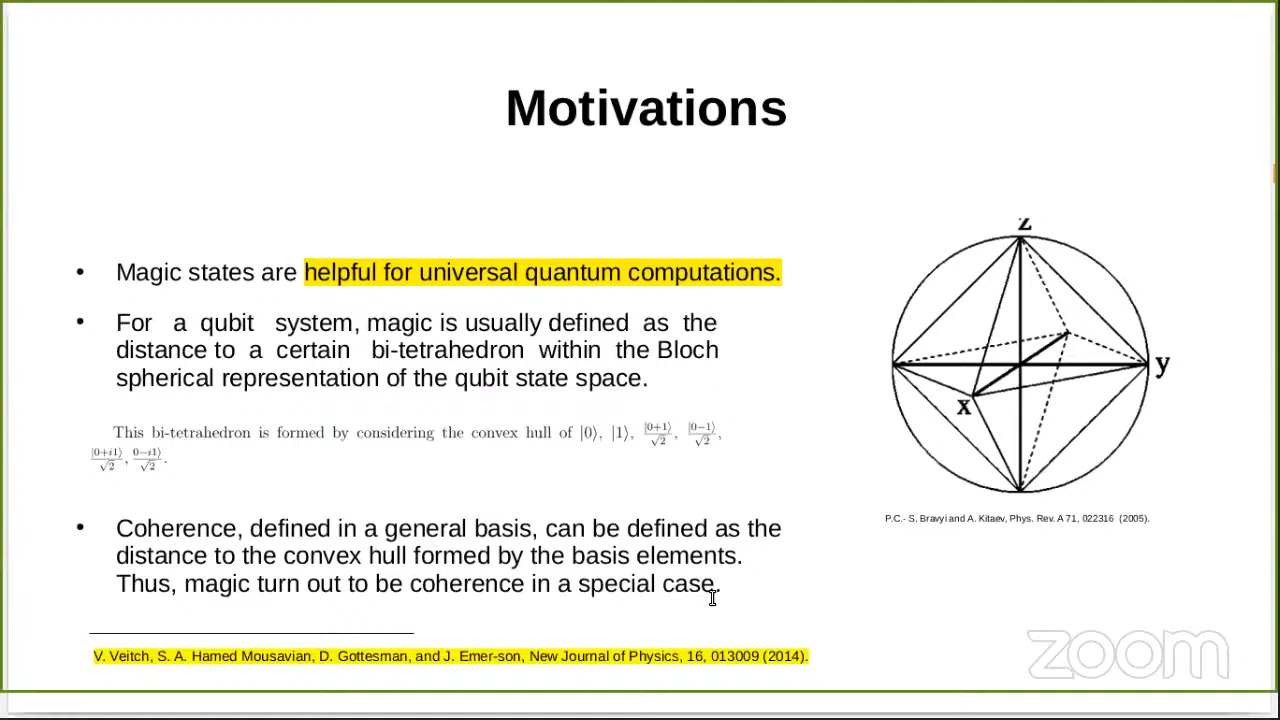 Motivations
• Magic states are helpful for universal quantum computations.
• For a qubit system, magic is usually defined as the
distance to a certain bi-tetrahedron within the Bloch
spherical representation of the qubit state space.
This bi-tetrahedron is formed by considering the convex hull of |0⟩, |1⟩, |0+1⟩/√2, |0−1⟩/√2,
|0+i1⟩/√2, 0−i1⟩/√2.
• Coherence, defined in a general basis, can be defined as the
distance to the convex hull formed by the basis elements.
Thus, magic turn out to be coherence in a special case.
V. Veitch, S. A. Hamed Mousavian, D. Gottesman, and J. Emer-son, New Journal of Physics, 16, 013009 (2014).
z
y
x
P.C.- S. Bravyi and A. Kitaev, Phys. Rev. A 71, 022316 (2005).
zoom